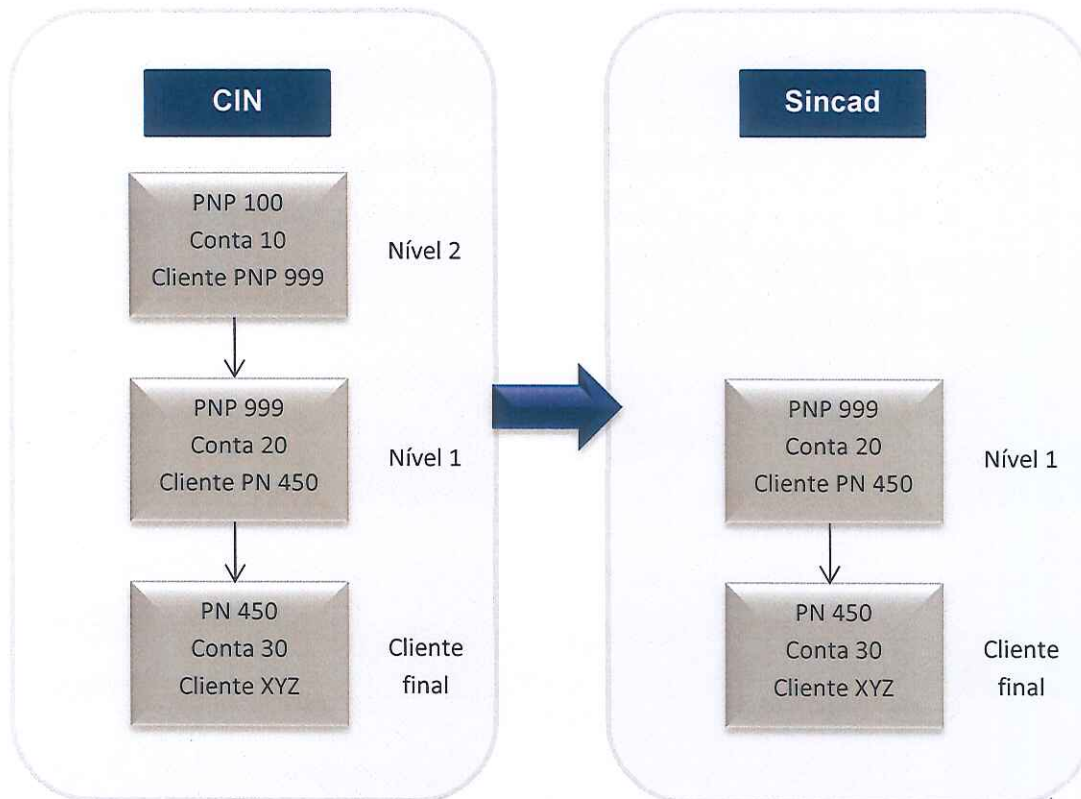 CIN
PNP 100
Conta 10
Cliente PNP 999
Nível 2
PNP 999
Conta 20
Cliente PN 450
Nível 1
PN 450
Conta 30
Cliente XYZ
Cliente
final
Sincad
PNP 999
Conta 20
Cliente PN 450
Nível 1
PN 450
Conta 30
Cliente XYZ
Cliente
final